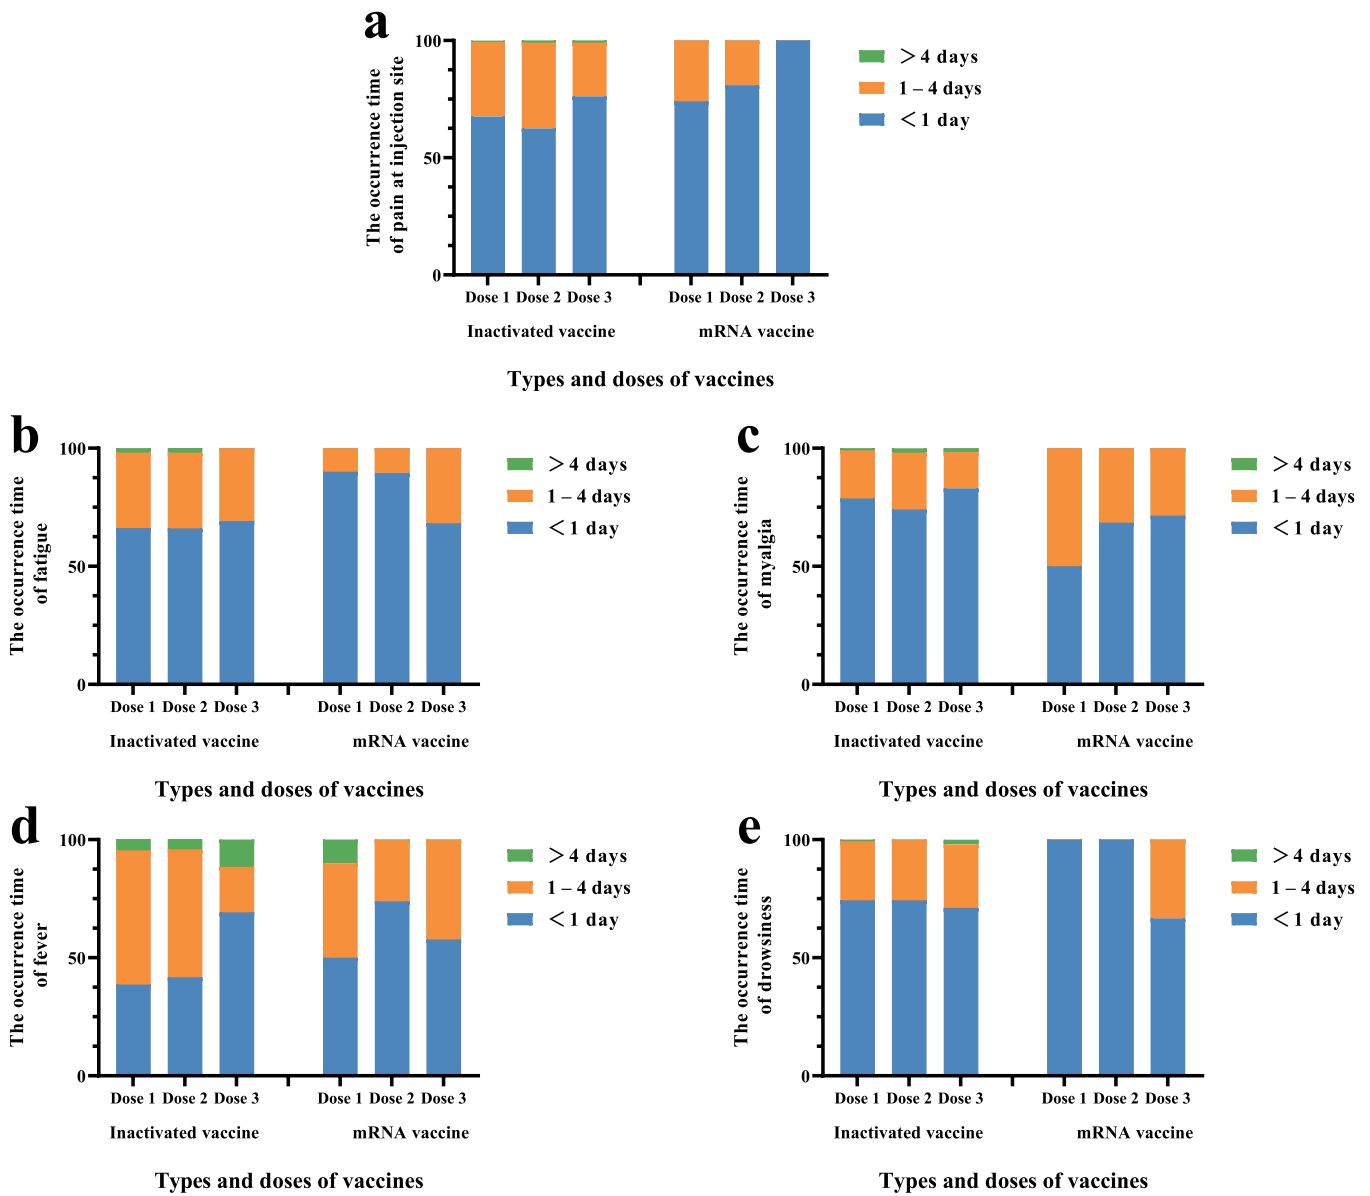 a
The occurrence time
of pain at injection site
100
50
0
> 4 days
1 – 4 days
< 1 day
Dose 1 Dose 2 Dose 3 Dose 1 Dose 2 Dose 3
Inactivated vaccine mRNA vaccine
Types and doses of vaccines
b
The occurrence time
of fatigue
100
50
0
> 4 days
1 – 4 days
< 1 day
Dose 1 Dose 2 Dose 3 Dose 1 Dose 2 Dose 3
Inactivated vaccine mRNA vaccine
Types and doses of vaccines
c
The occurrence time
of myalgia
100
50
0
> 4 days
1 – 4 days
< 1 day
Dose 1 Dose 2 Dose 3 Dose 1 Dose 2 Dose 3
Inactivated vaccine mRNA vaccine
Types and doses of vaccines
d
The occurrence time
of fever
100
50
0
> 4 days
1 – 4 days
< 1 day
Dose 1 Dose 2 Dose 3 Dose 1 Dose 2 Dose 3
Inactivated vaccine mRNA vaccine
Types and doses of vaccines
e
The occurrence time
of drowsiness
100
50
0
> 4 days
1 – 4 days
< 1 day
Dose 1 Dose 2 Dose 3 Dose 1 Dose 2 Dose 3
Inactivated vaccine mRNA vaccine
Types and doses of vaccines